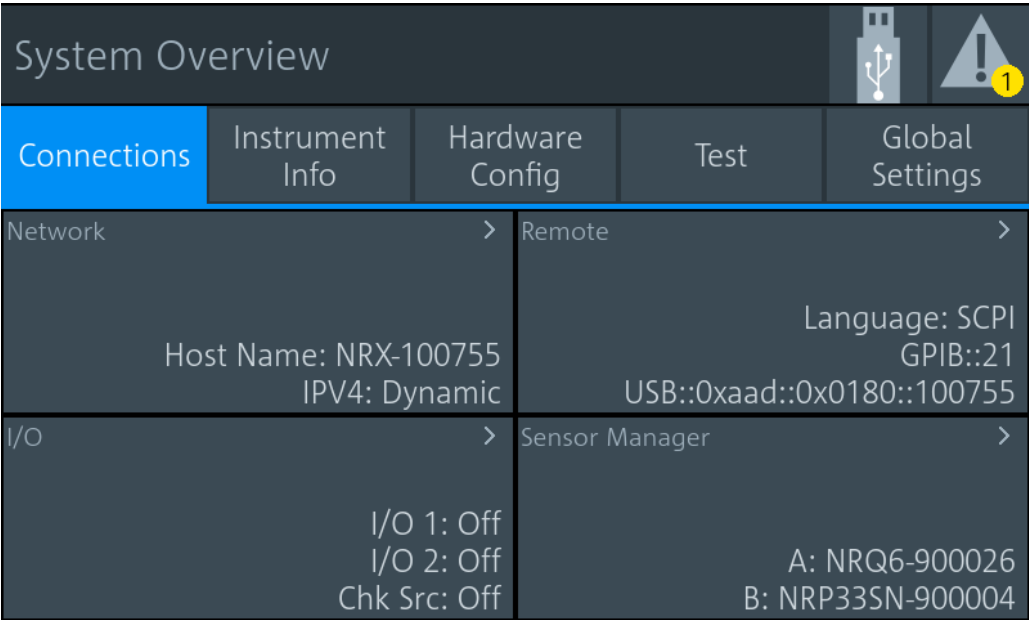 System Overview
1
Connections
Instrument
Info
Hardware
Config
Test
Global
Settings
Network
Host Name: NRX-100755
IPV4: Dynamic
Remote
Language: SCPI
GPIB::21
USB::0xaad::0x0180::100755
I/O
I/O 1: Off
I/O 2: Off
Chk Src: Off
Sensor Manager
A: NRQ6-900026
B: NRP33SN-900004